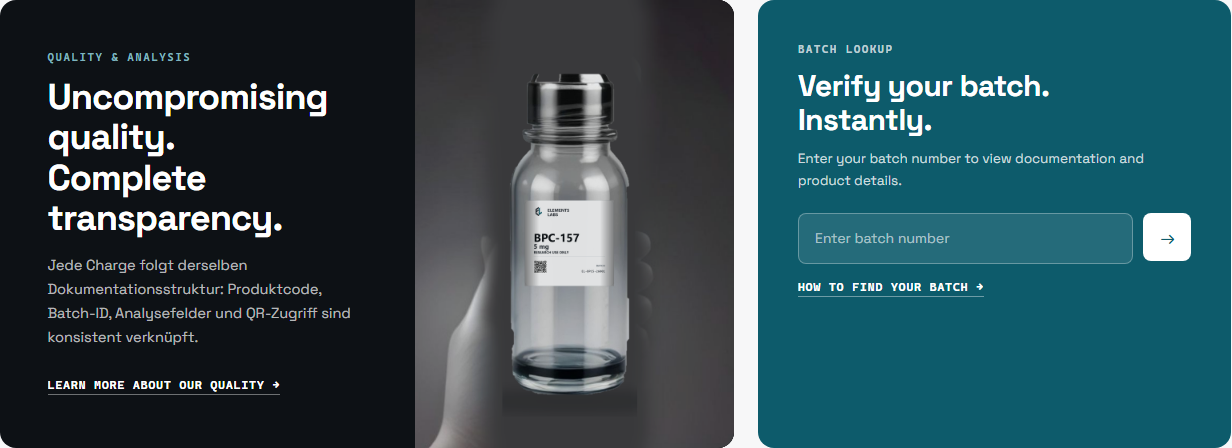 QUALITY & ANALYSIS
Uncompromising
quality.
Complete
transparency.
Jede Charge folgt derselben
Dokumentationsstruktur: Produktcode,
Batch-ID, Analysefelder und QR-Zugriff sind
konsistent verknüpft.
LEARN MORE ABOUT OUR QUALITY →
ELEMENTS
LABS
BPC-157
5 mg
RESEARCH USE ONLY
BATCH LOOKUP
Verify your batch.
Instantly.
Enter your batch number to view documentation and
product details.
Enter batch number
→
HOW TO FIND YOUR BATCH →